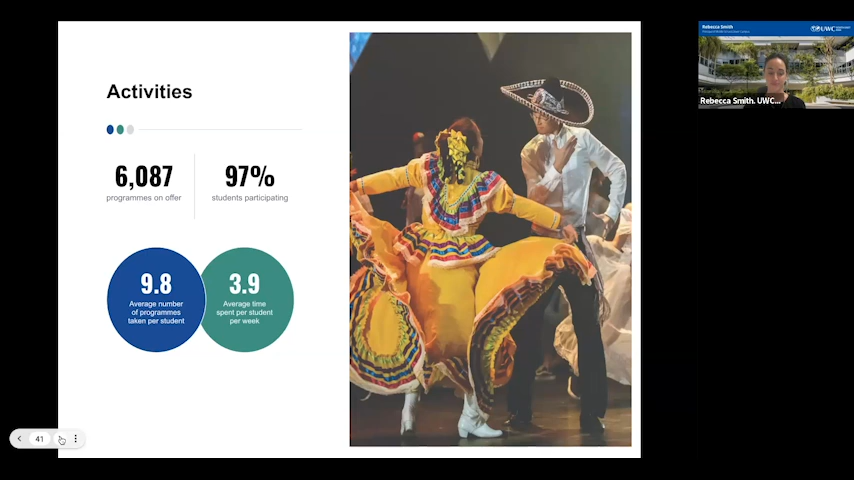 Activities
6,087
programmes on offer
97%
students participating
9.8
Average number
of programmes
taken per student
3.9
Average time
spent per student
per week
41
Rebecca Smith
UWC
Rebecca Smith. UWC...